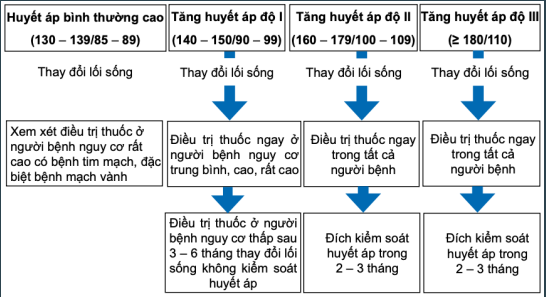 Huyết áp bình thường cao
(130 – 139/85 – 89)
Thay đổi lối sống
Xem xét điều trị thuốc ở
người bệnh nguy cơ rất
cao có bệnh tim mạch, đặc
biệt bệnh mạch vành
Tăng huyết áp độ I
(140 – 150/90 – 99)
Thay đổi lối sống
Điều trị thuốc ngay ở
người bệnh nguy cơ
trung bình, cao, rất cao
Điều trị thuốc ở người
bệnh nguy cơ thấp sau
3 – 6 tháng thay đổi lối
sống không kiểm soát
huyết áp
Tăng huyết áp độ II
(160 – 179/100 – 109)
Thay đổi lối sống
Điều trị thuốc ngay
trong tất cả
người bệnh
Đích kiểm soát
huyết áp trong
2 – 3 tháng
Tăng huyết áp độ III
(≥ 180/110)
Thay đổi lối sống
Điều trị thuốc ngay
trong tất cả
người bệnh
Đích kiểm soát
huyết áp trong
2 – 3 tháng